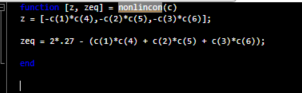 function [z, zeq] = nonlincon(c)
z = [-c(1)*c(4),-c(2)*c(5),-c(3)*c(6)];
zeq = 2*.27 - (c(1)*c(4) + c(2)*c(5) + c(3)*c(6));
end